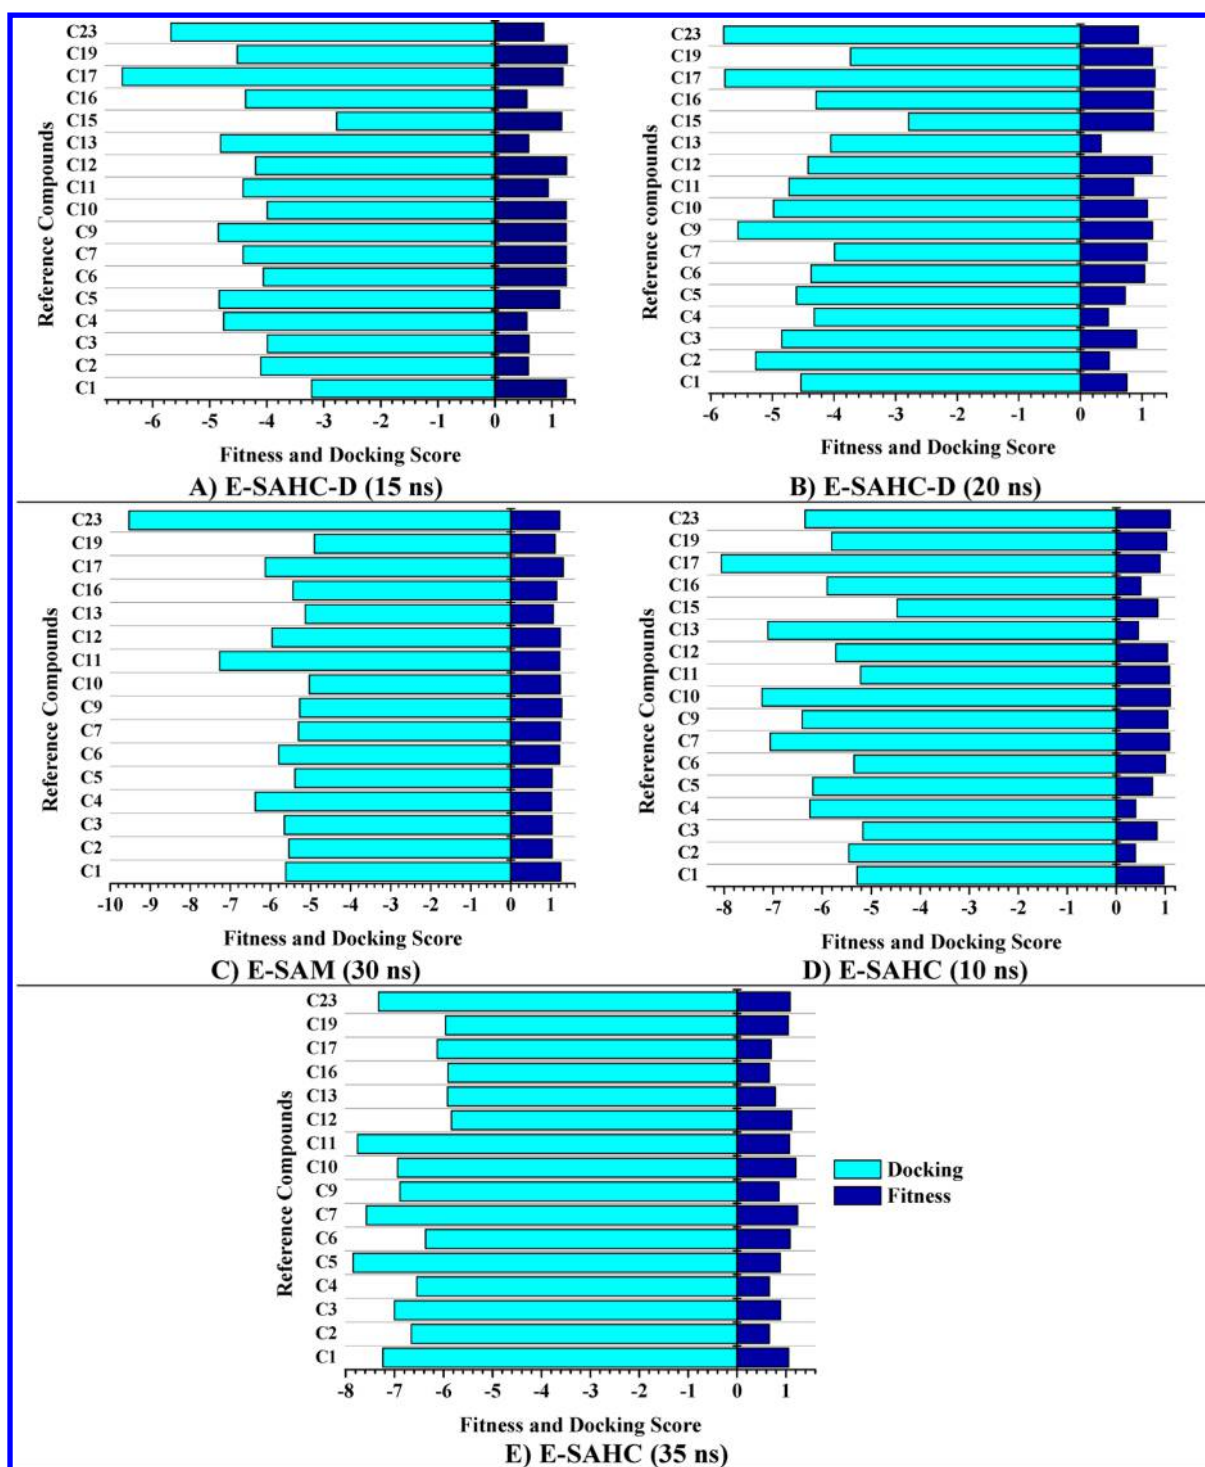 C23
C19
C17
C16
C15
C13
C12
C11
C10
C9
C7
C6
C5
C4
C3
C2
C1
Reference Compounds
-6 -5 -4 -3 -2 -1 0 1
Fitness and Docking Score
A) E-SAHC-D (15 ns)
C23
C19
C17
C16
C15
C13
C12
C11
C10
C9
C7
C6
C5
C4
C3
C2
C1
Reference compounds
-6 -5 -4 -3 -2 -1 0 1
Fitness and Docking Score
B) E-SAHC-D (20 ns)
C23
C19
C17
C16
C13
C12
C11
C10
C9
C7
C6
C5
C4
C3
C2
C1
Reference Compounds
-10 -9 -8 -7 -6 -5 -4 -3 -2 -1 0 1
Fitness and Docking Score
C) E-SAM (30 ns)
C23
C19
C17
C16
C15
C13
C12
C11
C10
C9
C7
C6
C5
C4
C3
C2
C1
Reference Compounds
-8 -7 -6 -5 -4 -3 -2 -1 0 1
Fitness and Docking Score
D) E-SAHC (10 ns)
C23
C19
C17
C16
C13
C12
C11
C10
C9
C7
C6
C5
C4
C3
C2
C1
Reference Compounds
-8 -7 -6 -5 -4 -3 -2 -1 0 1
Fitness and Docking Score
E) E-SAHC (35 ns)
Docking
Fitness